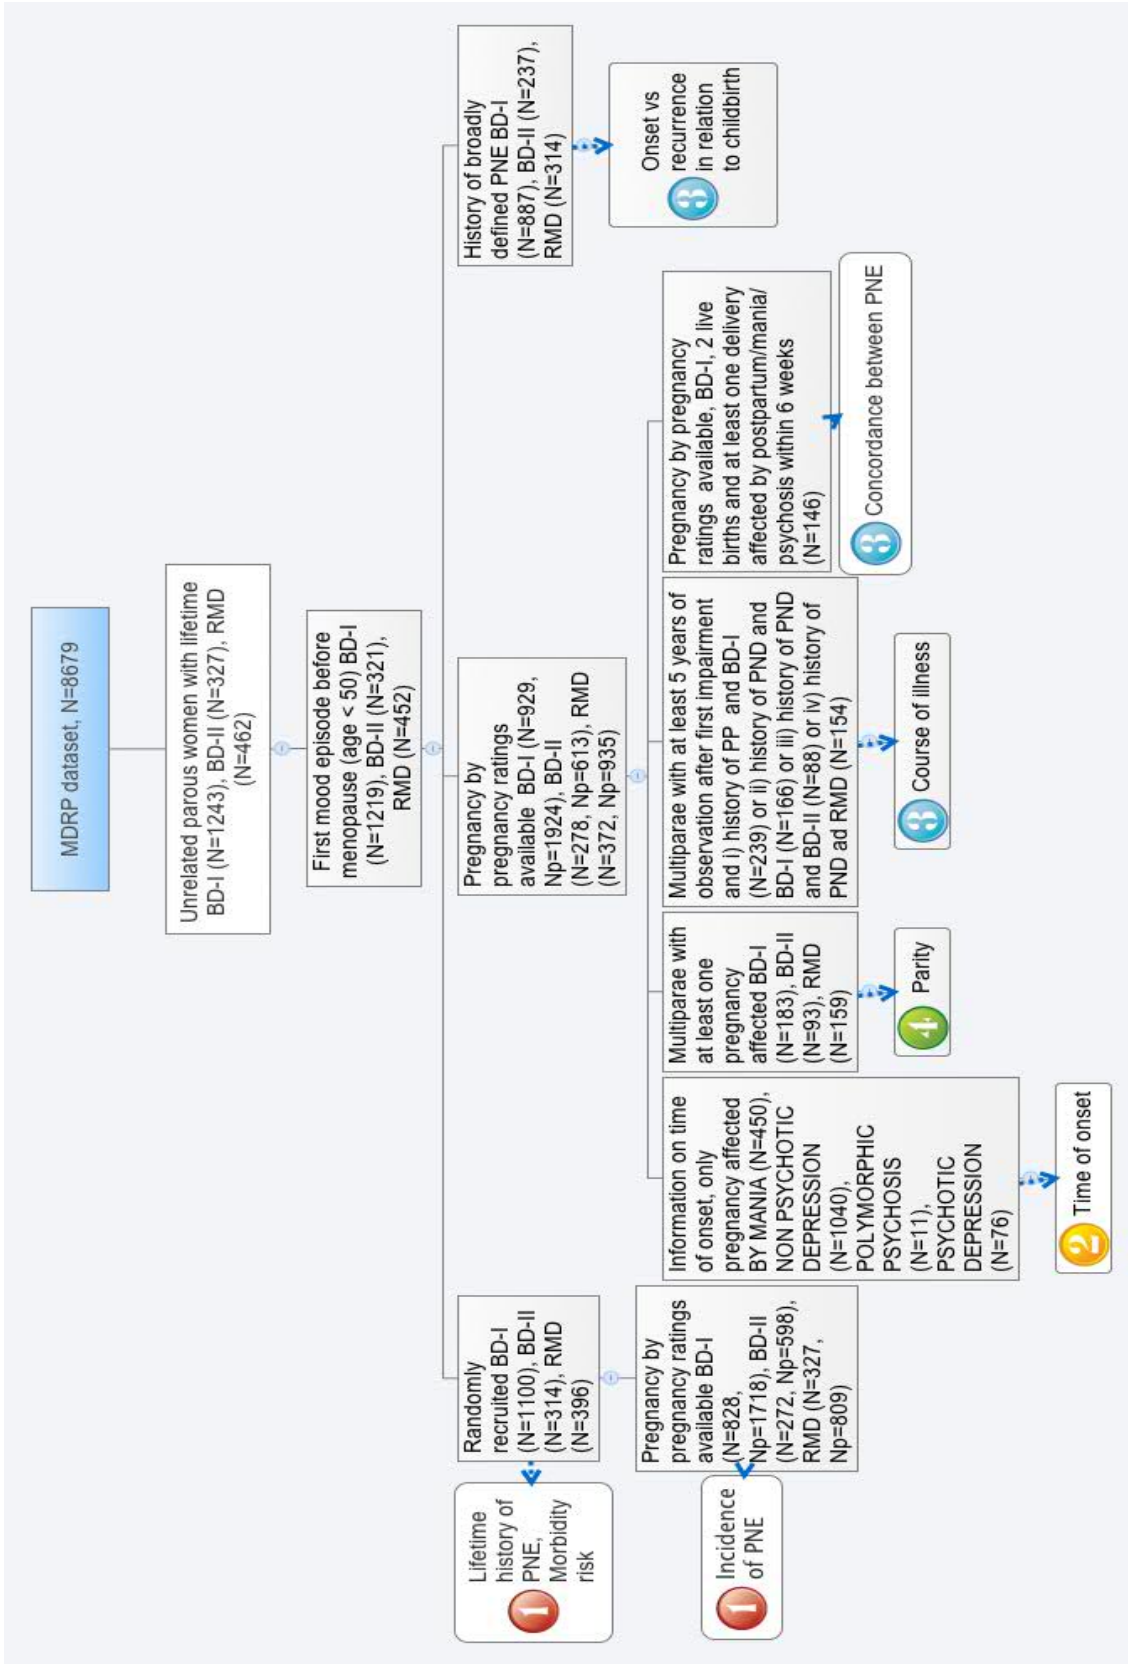 MDRP dataset, N=8679
Unrelated parous women with lifetime
BD-I (N=1243), BD-II (N=327), RMD
(N=462)
First mood episode before
menopause (age < 50) BD-I
(N=1219), BD-II (N=321),
RMD (N=452)
Randomly
recruited BD-I
(N=1100), BD-II
(N=314), RMD
(N=396)
Lifetime
history of
PNE,
Morbidity
risk
1
Pregnancy by
pregnancy ratings
available BD-I
(N=828,
Np=1718), BD-II
(N=272, Np=598),
RMD (N=327,
Np=809)
Incidence
of PNE
1
Pregnancy by
pregnancy ratings
available BD-I (N=929,
Np=1924), BD-II
(N=278, Np=613), RMD
(N=372, Np=935)
Information on time
of onset, only
pregnancy affected
BY MANIA (N=450),
NON PSYCHOTIC
DEPRESSION
(N=1040),
POLYMORPHIC
PSYCHOSIS
(N=11),
PSYCHOTIC
DEPRESSION
(N=76)
2 Time of onset
Multiparae with
at least one
pregnancy
affected BD-I
(N=183), BD-II
(N=93), RMD
(N=159)
4 Parity
Multiparae with at least 5 years of
observation after first impairment
and i) history of PP and BD-I
(N=239) or ii) history of PND and
BD-I (N=166) or iii) history of PND
and BD-II (N=88) or iv) history of
PND ad RMD (N=154)
3 Course of illness
Pregnancy by pregnancy
ratings available, BD-I, 2 live
births and at least one delivery
affected by postpartum/mania/
psychosis within 6 weeks
(N=146)
3 Concordance between PNE
History of broadly
defined PNE BD-I
(N=887), BD-II (N=237),
RMD (N=314)
Onset vs
recurrence
in relation
to childbirth
3